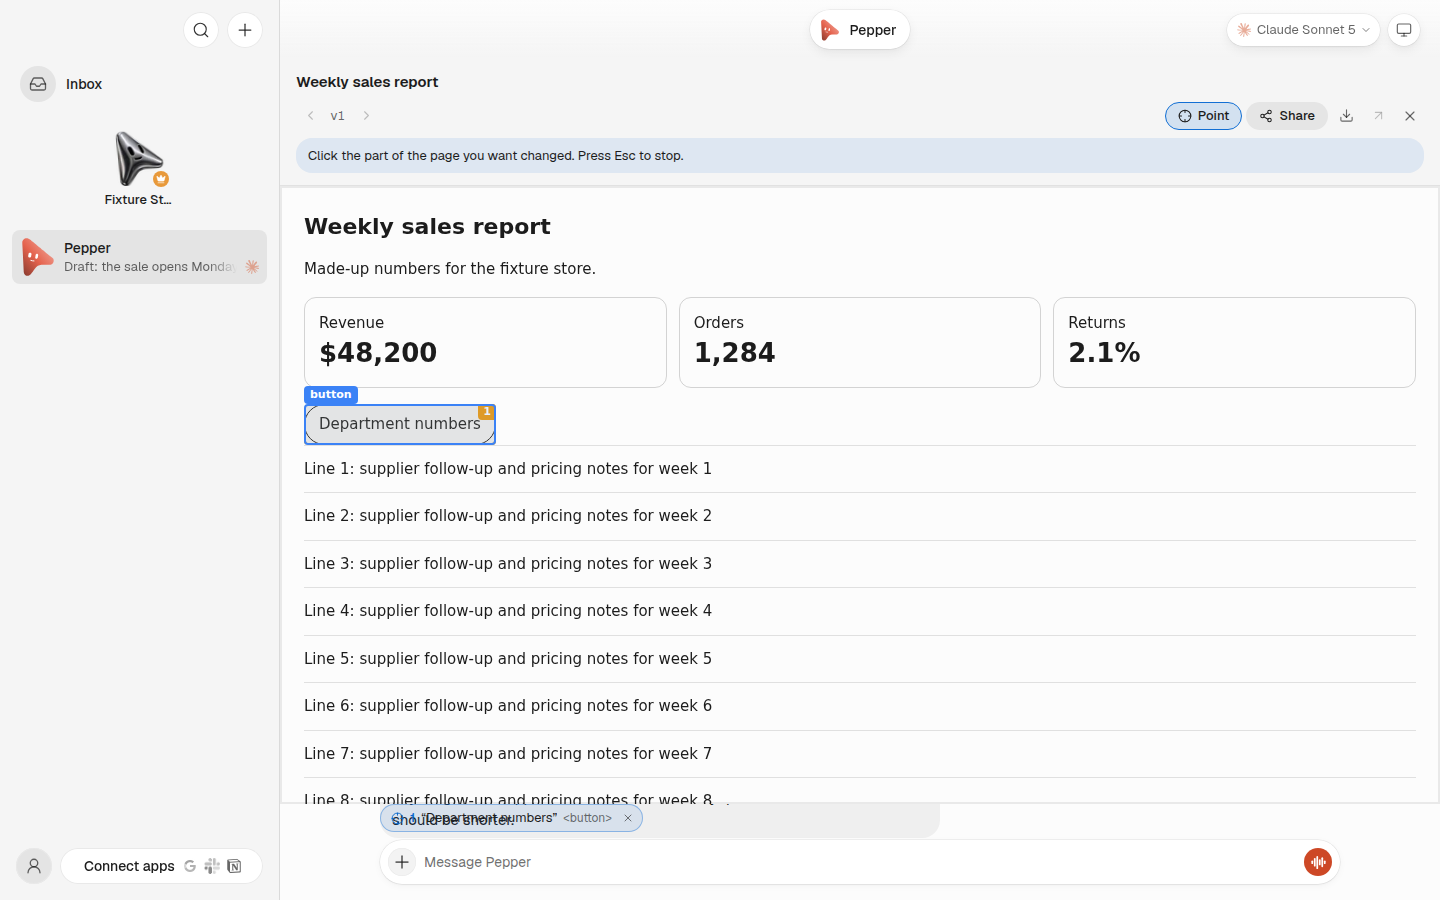 Inbox
Fixture St...
Pepper
Draft: the sale opens Monday
Connect apps
Pepper
Claude Sonnet 5
Weekly sales report
v1
Point
Share
Click the part of the page you want changed. Press Esc to stop.
Weekly sales report
Made-up numbers for the fixture store.
Revenue
$48,200
Orders
1,284
Returns
2.1%
button
Department numbers
1
Line 1: supplier follow-up and pricing notes for week 1
Line 2: supplier follow-up and pricing notes for week 2
Line 3: supplier follow-up and pricing notes for week 3
Line 4: supplier follow-up and pricing notes for week 4
Line 5: supplier follow-up and pricing notes for week 5
Line 6: supplier follow-up and pricing notes for week 6
Line 7: supplier follow-up and pricing notes for week 7
Line 8: supplier follow-up and pricing notes for week 8
1 "Department numbers" <button>
should be shorter.
Message Pepper